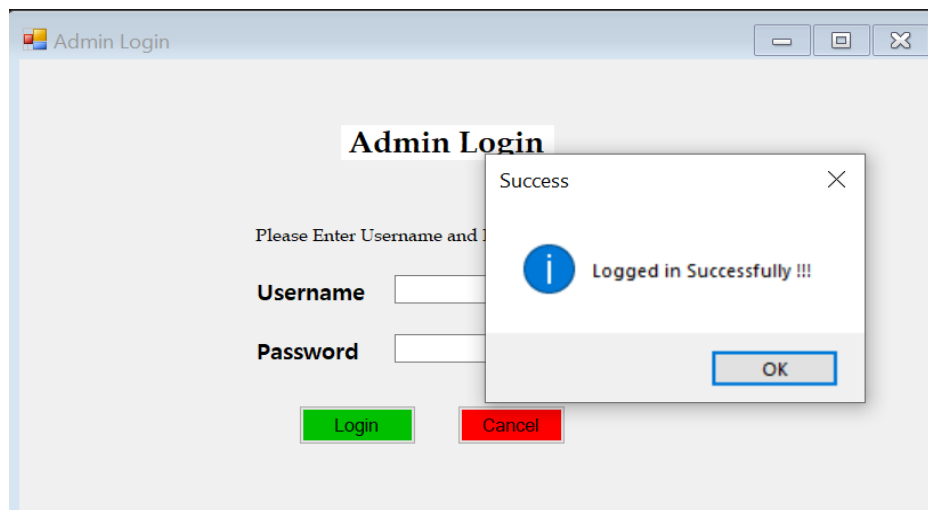 Admin Login
Admin Login
Success
Please Enter Username and
Logged in Successfully !!!
Username
Password
OK
Login
Cancel